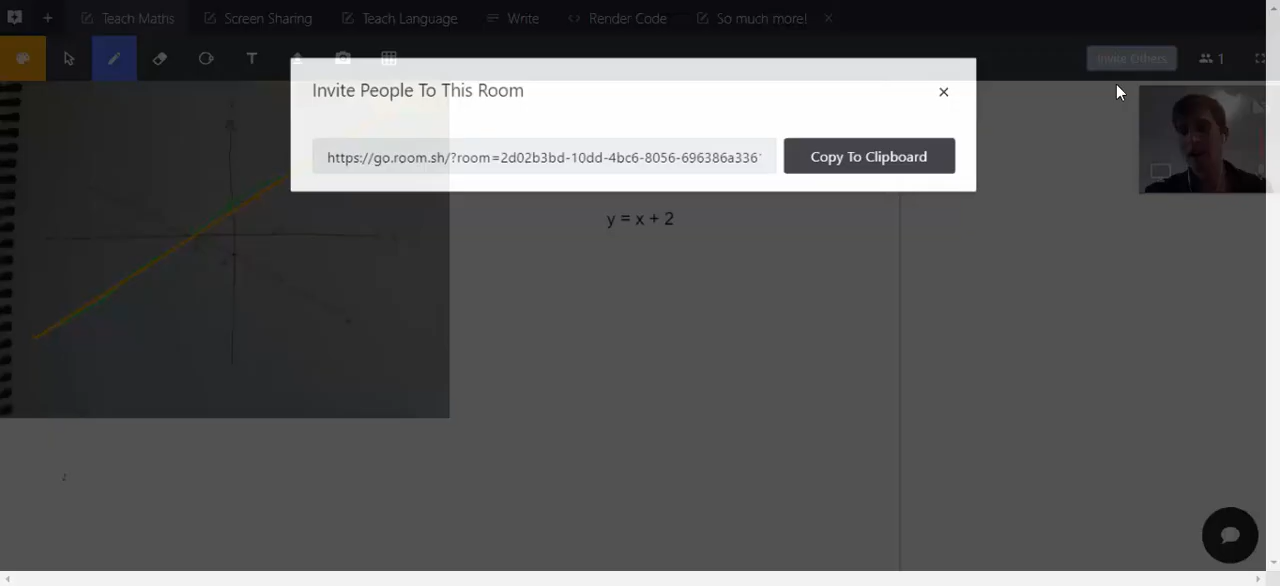 Teach Maths Screen Sharing Teach Language Write Render Code So much more!
T Invite Others 1
Invite People To This Room
https://go.room.sh/?room=2d02b3bd-10dd-4bc6-8056-696386a336
Copy To Clipboard
y = x + 2